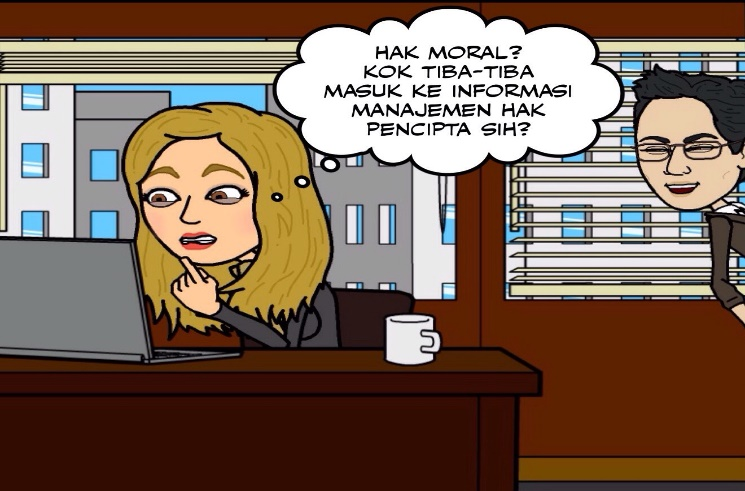 HAK MORAL?
KOK TIBA-TIBA
MASUK KE INFORMASI
MANAJEMEN HAK
PENCIPTA SIH?